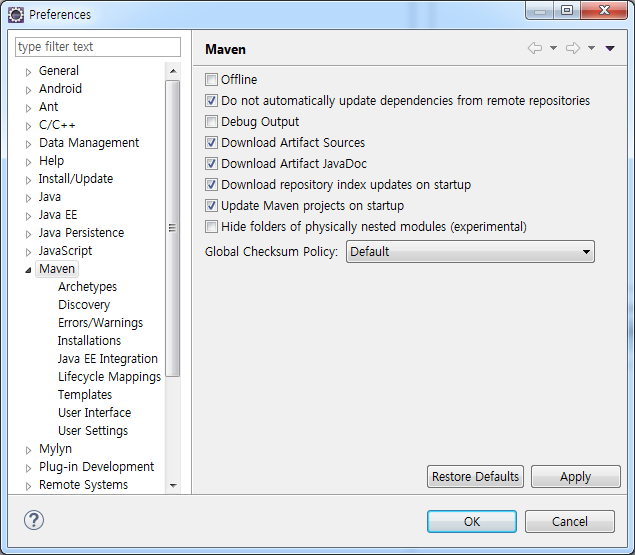 Preferences
type filter text
General
Android
Ant
C/C++
Data Management
Help
Install/Update
Java
Java EE
Java Persistence
JavaScript
Maven
Archetypes
Discovery
Errors/Warnings
Installations
Java EE Integration
Lifecycle Mappings
Templates
User Interface
User Settings
Mylyn
Plug-in Development
Remote Systems
Maven
Offline
Do not automatically update dependencies from remote repositories
Debug Output
Download Artifact Sources
Download Artifact JavaDoc
Download repository index updates on startup
Update Maven projects on startup
Hide folders of physically nested modules (experimental)
Global Checksum Policy: Default
Restore Defaults Apply
? OK Cancel